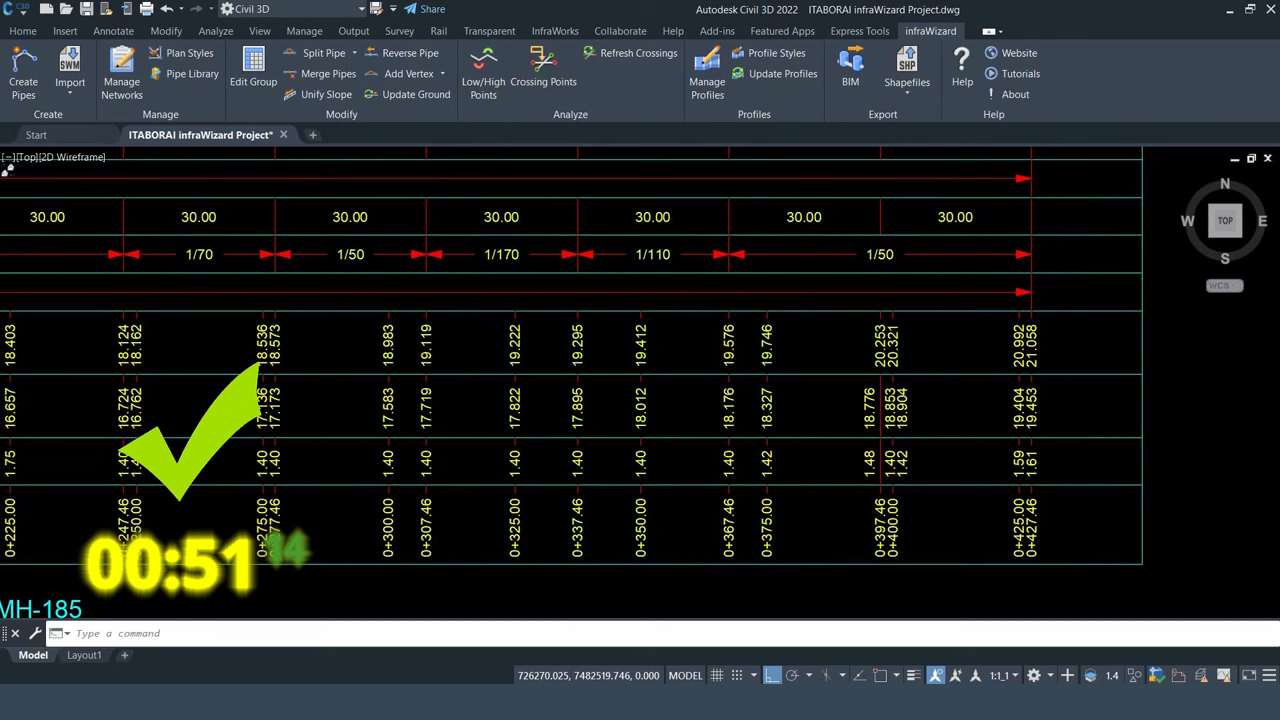 Civil 3D
Share
Autodesk Civil 3D 2022 ITABORAI infraWizard Project.dwg
Home Insert Annotate Modify Analyze View Manage Output Survey Rail Transparent InfraWorks Collaborate Help Add-ins Featured Apps Express Tools infraWizard
Create Pipes
Import
Create
Manage Networks
Plan Styles
Pipe Library
Manage
Edit Group
Split Pipe
Merge Pipes
Unify Slope
Reverse Pipe
Add Vertex
Update Ground
Modify
Low/High Points
Crossing Points
Refresh Crossings
Analyze
Manage Profiles
Profile Styles
Update Profiles
Profiles
BIM
Shapefiles
Export
Help
Website
Tutorials
About
Help
Start
ITABORAI infraWizard Project*
[−][Top][2D Wireframe]
N
W TOP E
S
WCS
30.00 30.00 30.00 30.00 30.00 30.00 30.00
1/70 1/50 1/170 1/110 1/50
18.403 18.124 18.162 18.536 18.573 18.983 19.119 19.222 19.295 19.412 19.576 19.746 20.253 20.321 20.992 21.058
16.657 16.724 16.762 17.136 17.173 17.583 17.719 17.822 17.895 18.012 18.176 18.327 18.776 18.853 18.904 19.404 19.453
1.75 1.40 1.40 1.40 1.40 1.40 1.40 1.40 1.40 1.40 1.42 1.48 1.40 1.42 1.59 1.61
0+225.00 0+247.46 0+250.00 0+275.00 0+277.46 0+300.00 0+307.46 0+325.00 0+337.46 0+350.00 0+367.46 0+375.00 0+397.46 0+400.00 0+425.00 0+427.46
00:51 14
MH-185
Type a command
Model Layout1
726270.025, 7482519.746, 0.000 MODEL 1:1_1 1.4